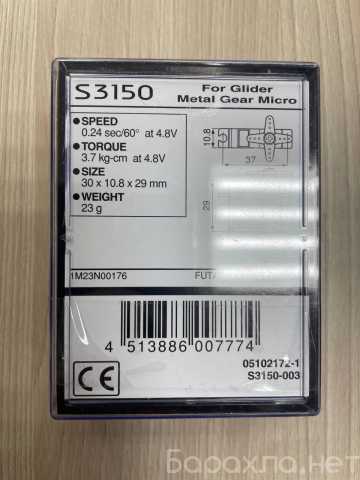 S3150
For Glider
Metal Gear Micro
• SPEED
0.24 sec/60° at 4.8V
• TORQUE
3.7 kg-cm at 4.8V
• SIZE
30 x 10.8 x 29 mm
• WEIGHT
23 g
10.8
37
29
1M23N00176
4 513886 007774
CE
05102172-1
S3150-003
Барахла.нет